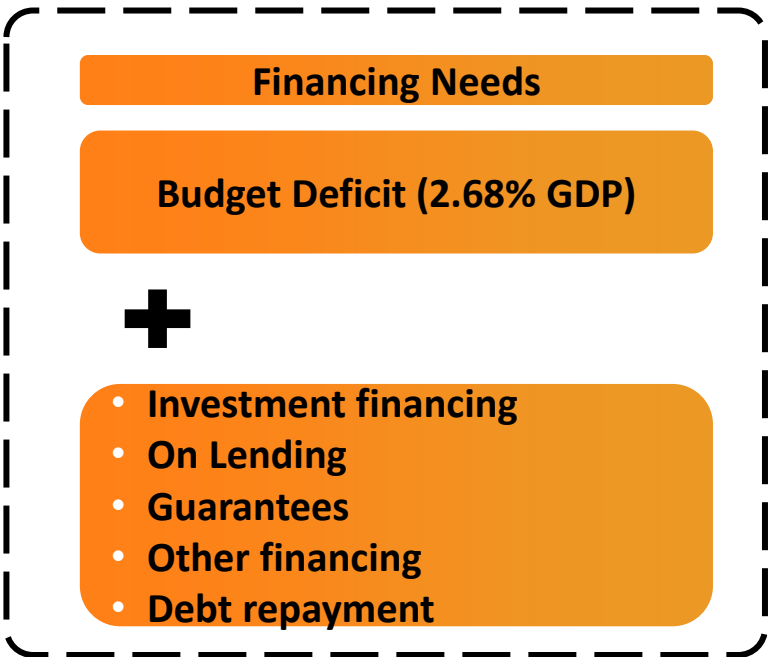 Financing Needs
Budget Deficit (2.68% GDP)
• Investment financing
• On Lending
• Guarantees
• Other financing
• Debt repayment